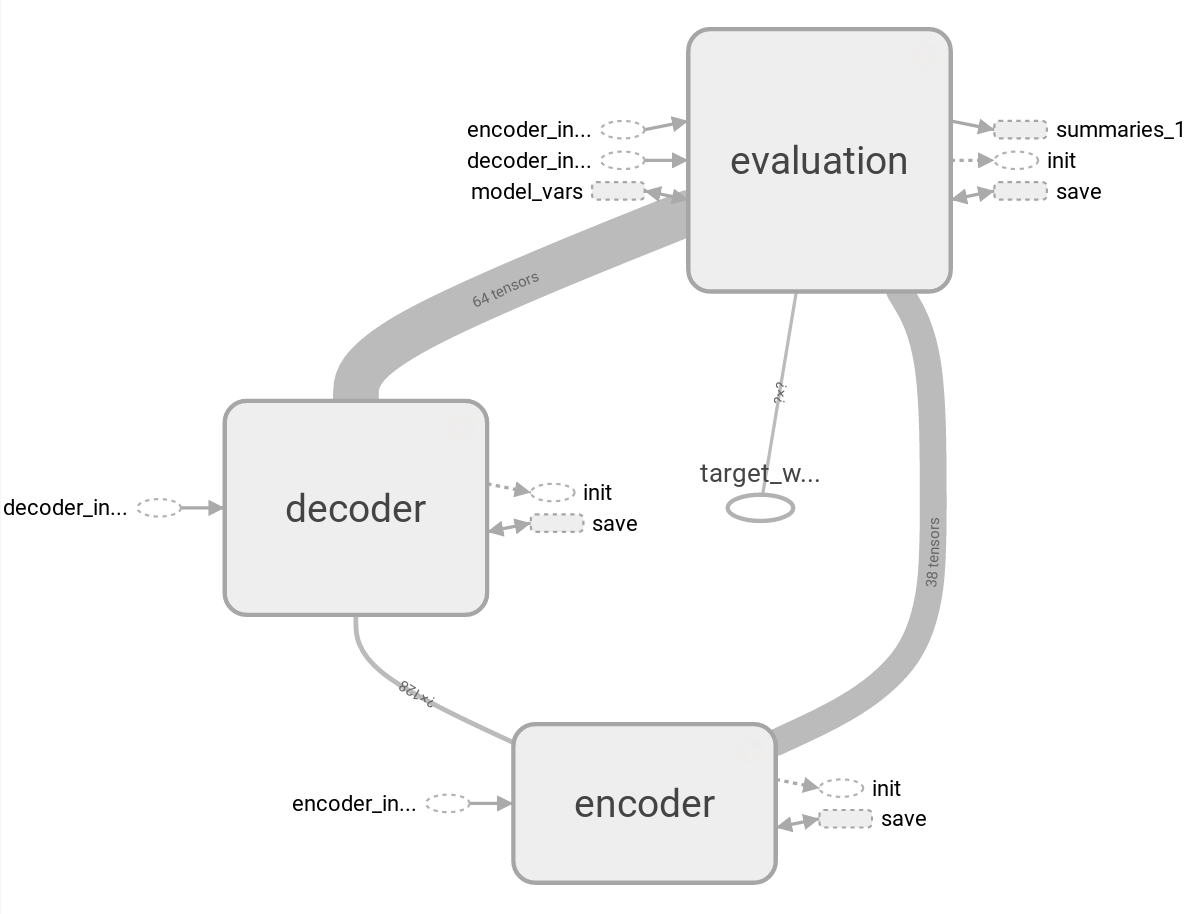 encoder_in...
decoder_in...
model_vars
evaluation
summaries_1
init
save
64 tensors
?×?
target_w...
decoder_in...
decoder
init
save
38 tensors
?×128
encoder_in...
encoder
init
save